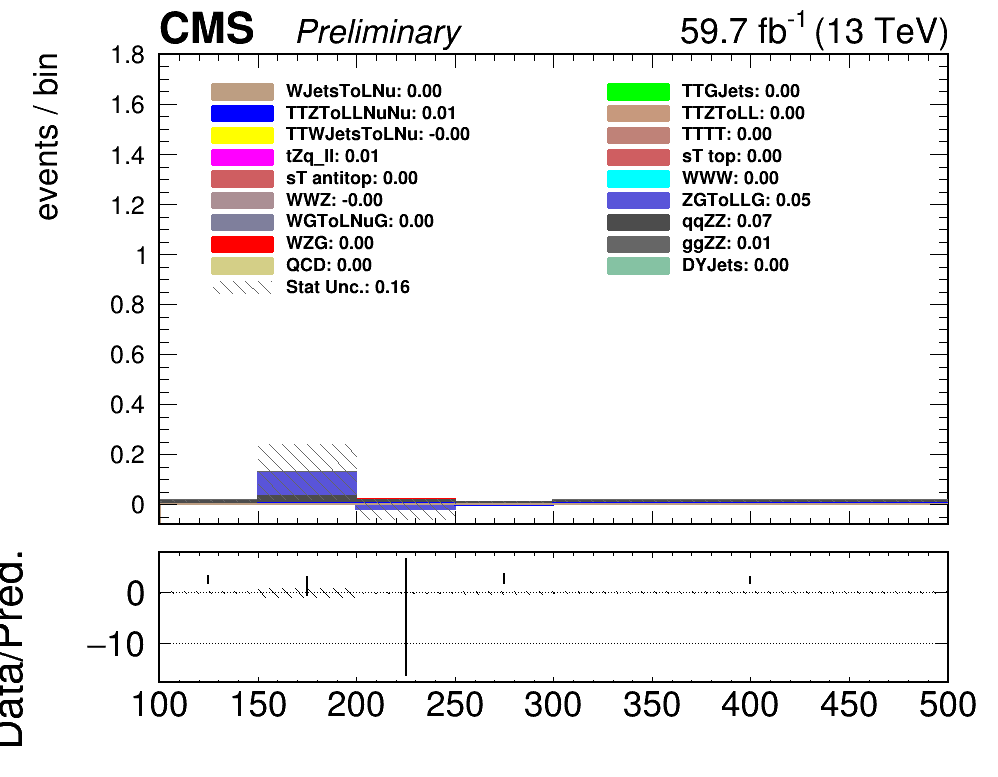 CMS Preliminary 59.7 fb-1 (13 TeV)
events / bin
1.8
1.6
1.4
1.2
1
0.8
0.6
0.4
0.2
0
WJetsToLNu: 0.00
TTZToLLNuNu: 0.01
TTWJetsToLNu: -0.00
tZq_ll: 0.01
sT antitop: 0.00
WWZ: -0.00
WGToLNuG: 0.00
WZG: 0.00
QCD: 0.00
Stat Unc.: 0.16
TTGJets: 0.00
TTZToLL: 0.00
TTTT: 0.00
sT top: 0.00
WWW: 0.00
ZGToLLG: 0.05
qqZZ: 0.07
ggZZ: 0.01
DYJets: 0.00
Data/Pred.
0
−10
100 150 200 250 300 350 400 450 500